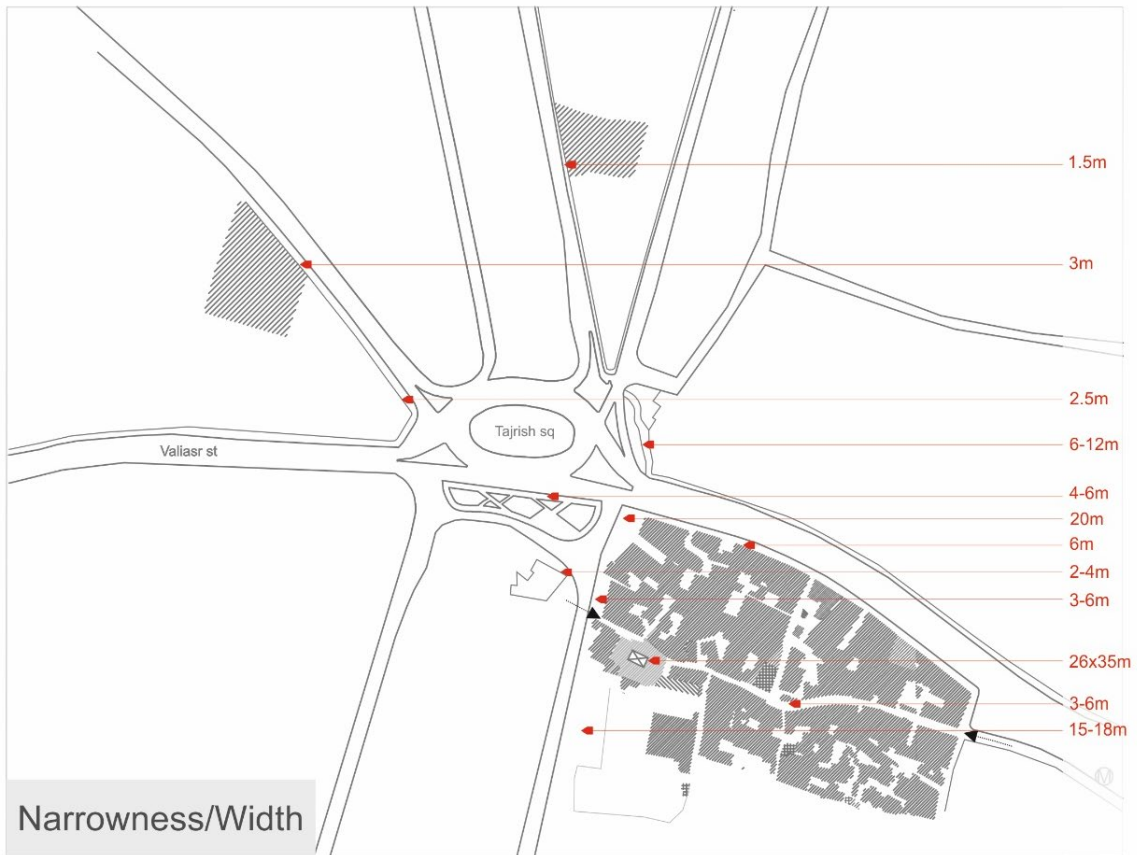 1.5m
3m
2.5m
Tajrish sq
6-12m
Valiasr st
4-6m
20m
6m
2-4m
3-6m
26x35m
3-6m
15-18m
M
Narrowness/Width